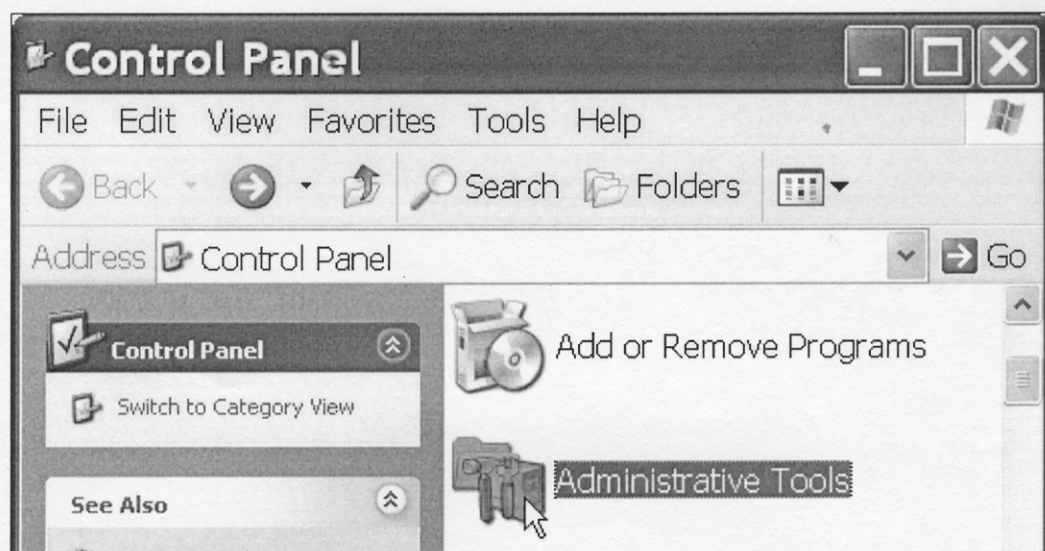 Control Panel
File Edit View Favorites Tools Help
Back Search Folders
Address Control Panel Go
Control Panel
Switch to Category View
See Also
Add or Remove Programs
Administrative Tools